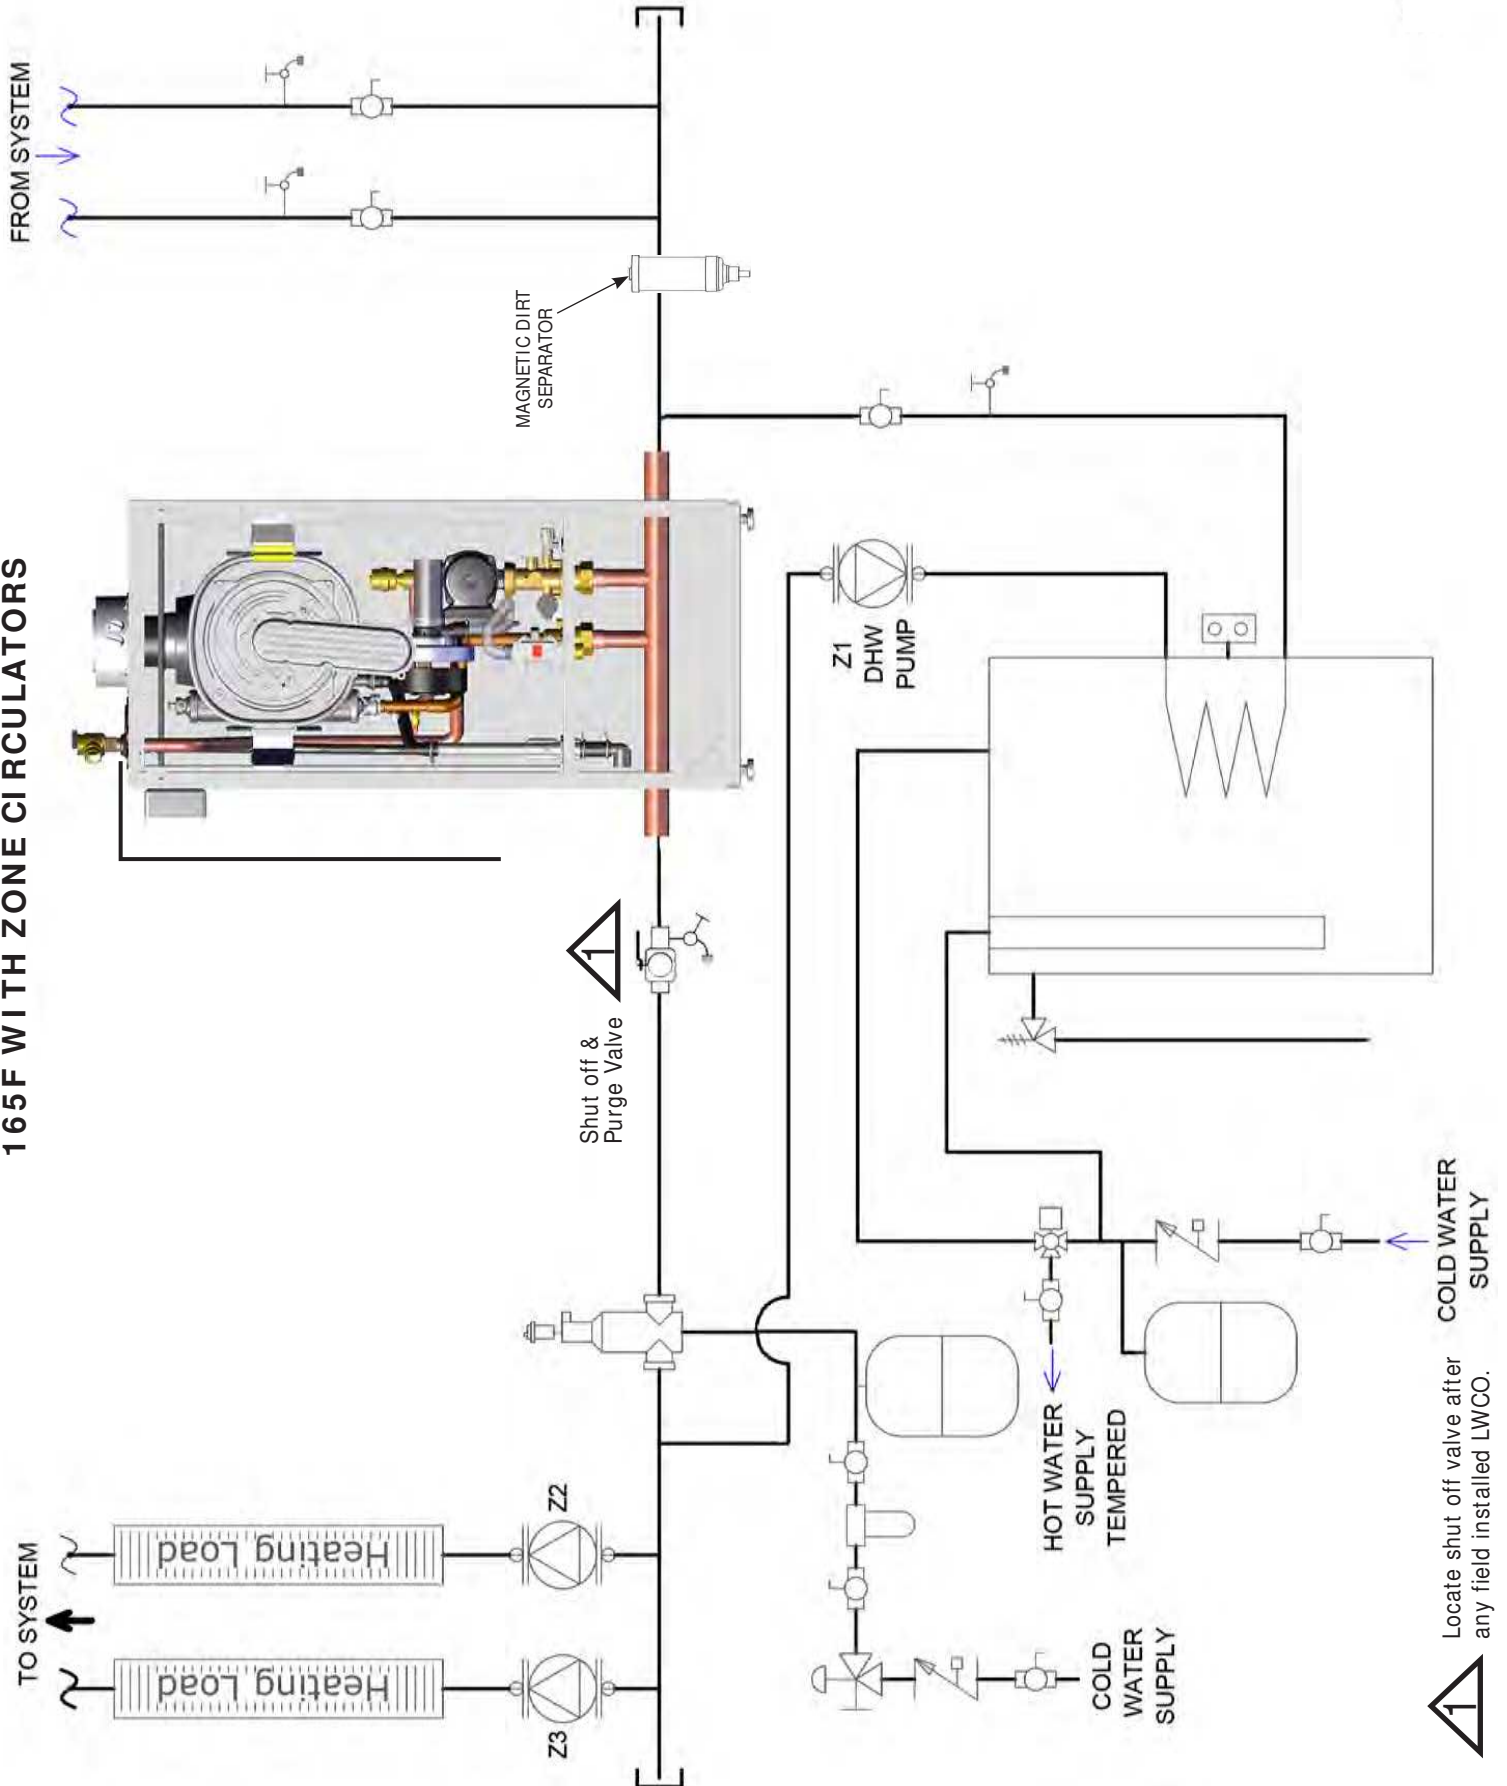 165F WITH ZONE CIRCULATORS
TO SYSTEM
FROM SYSTEM
Heating Load
Heating Load
Z3
Z2
MAGNETIC DIRT
SEPARATOR
Shut off &
Purge Valve
1
Z1
DHW
PUMP
COLD
WATER
SUPPLY
HOT WATER
SUPPLY
TEMPERED
COLD WATER
SUPPLY
1
Locate shut off valve after
any field installed LWCO.